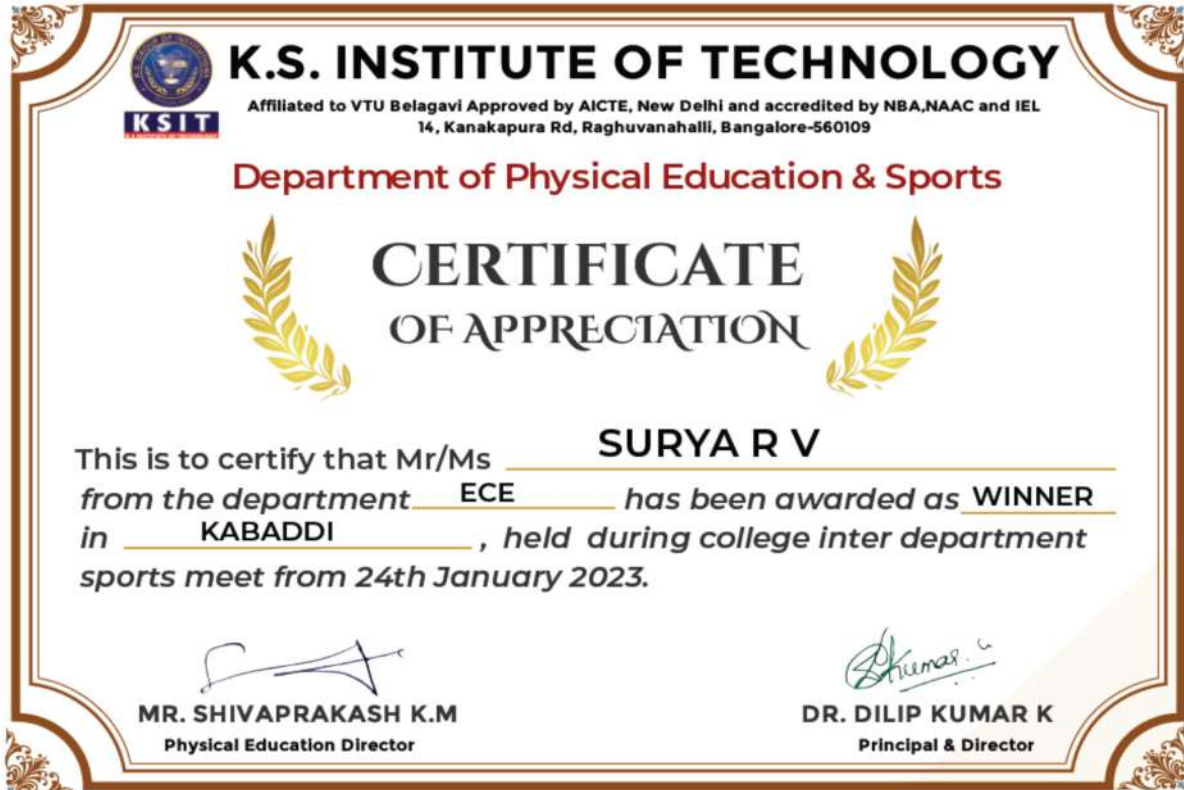 K.S. INSTITUTE OF TECHNOLOGY
Affiliated to VTU Belagavi Approved by AICTE, New Delhi and accredited by NBA,NAAC and IEL
14, Kanakapura Rd, Raghuvanahalli, Bangalore-560109
KSIT
Department of Physical Education & Sports
CERTIFICATE
OF APPRECIATION
This is to certify that Mr/Ms SURYA R V
from the department ECE has been awarded as WINNER
in KABADDI , held during college inter department
sports meet from 24th January 2023.
MR. SHIVAPRAKASH K.M
Physical Education Director
DR. DILIP KUMAR K
Principal & Director